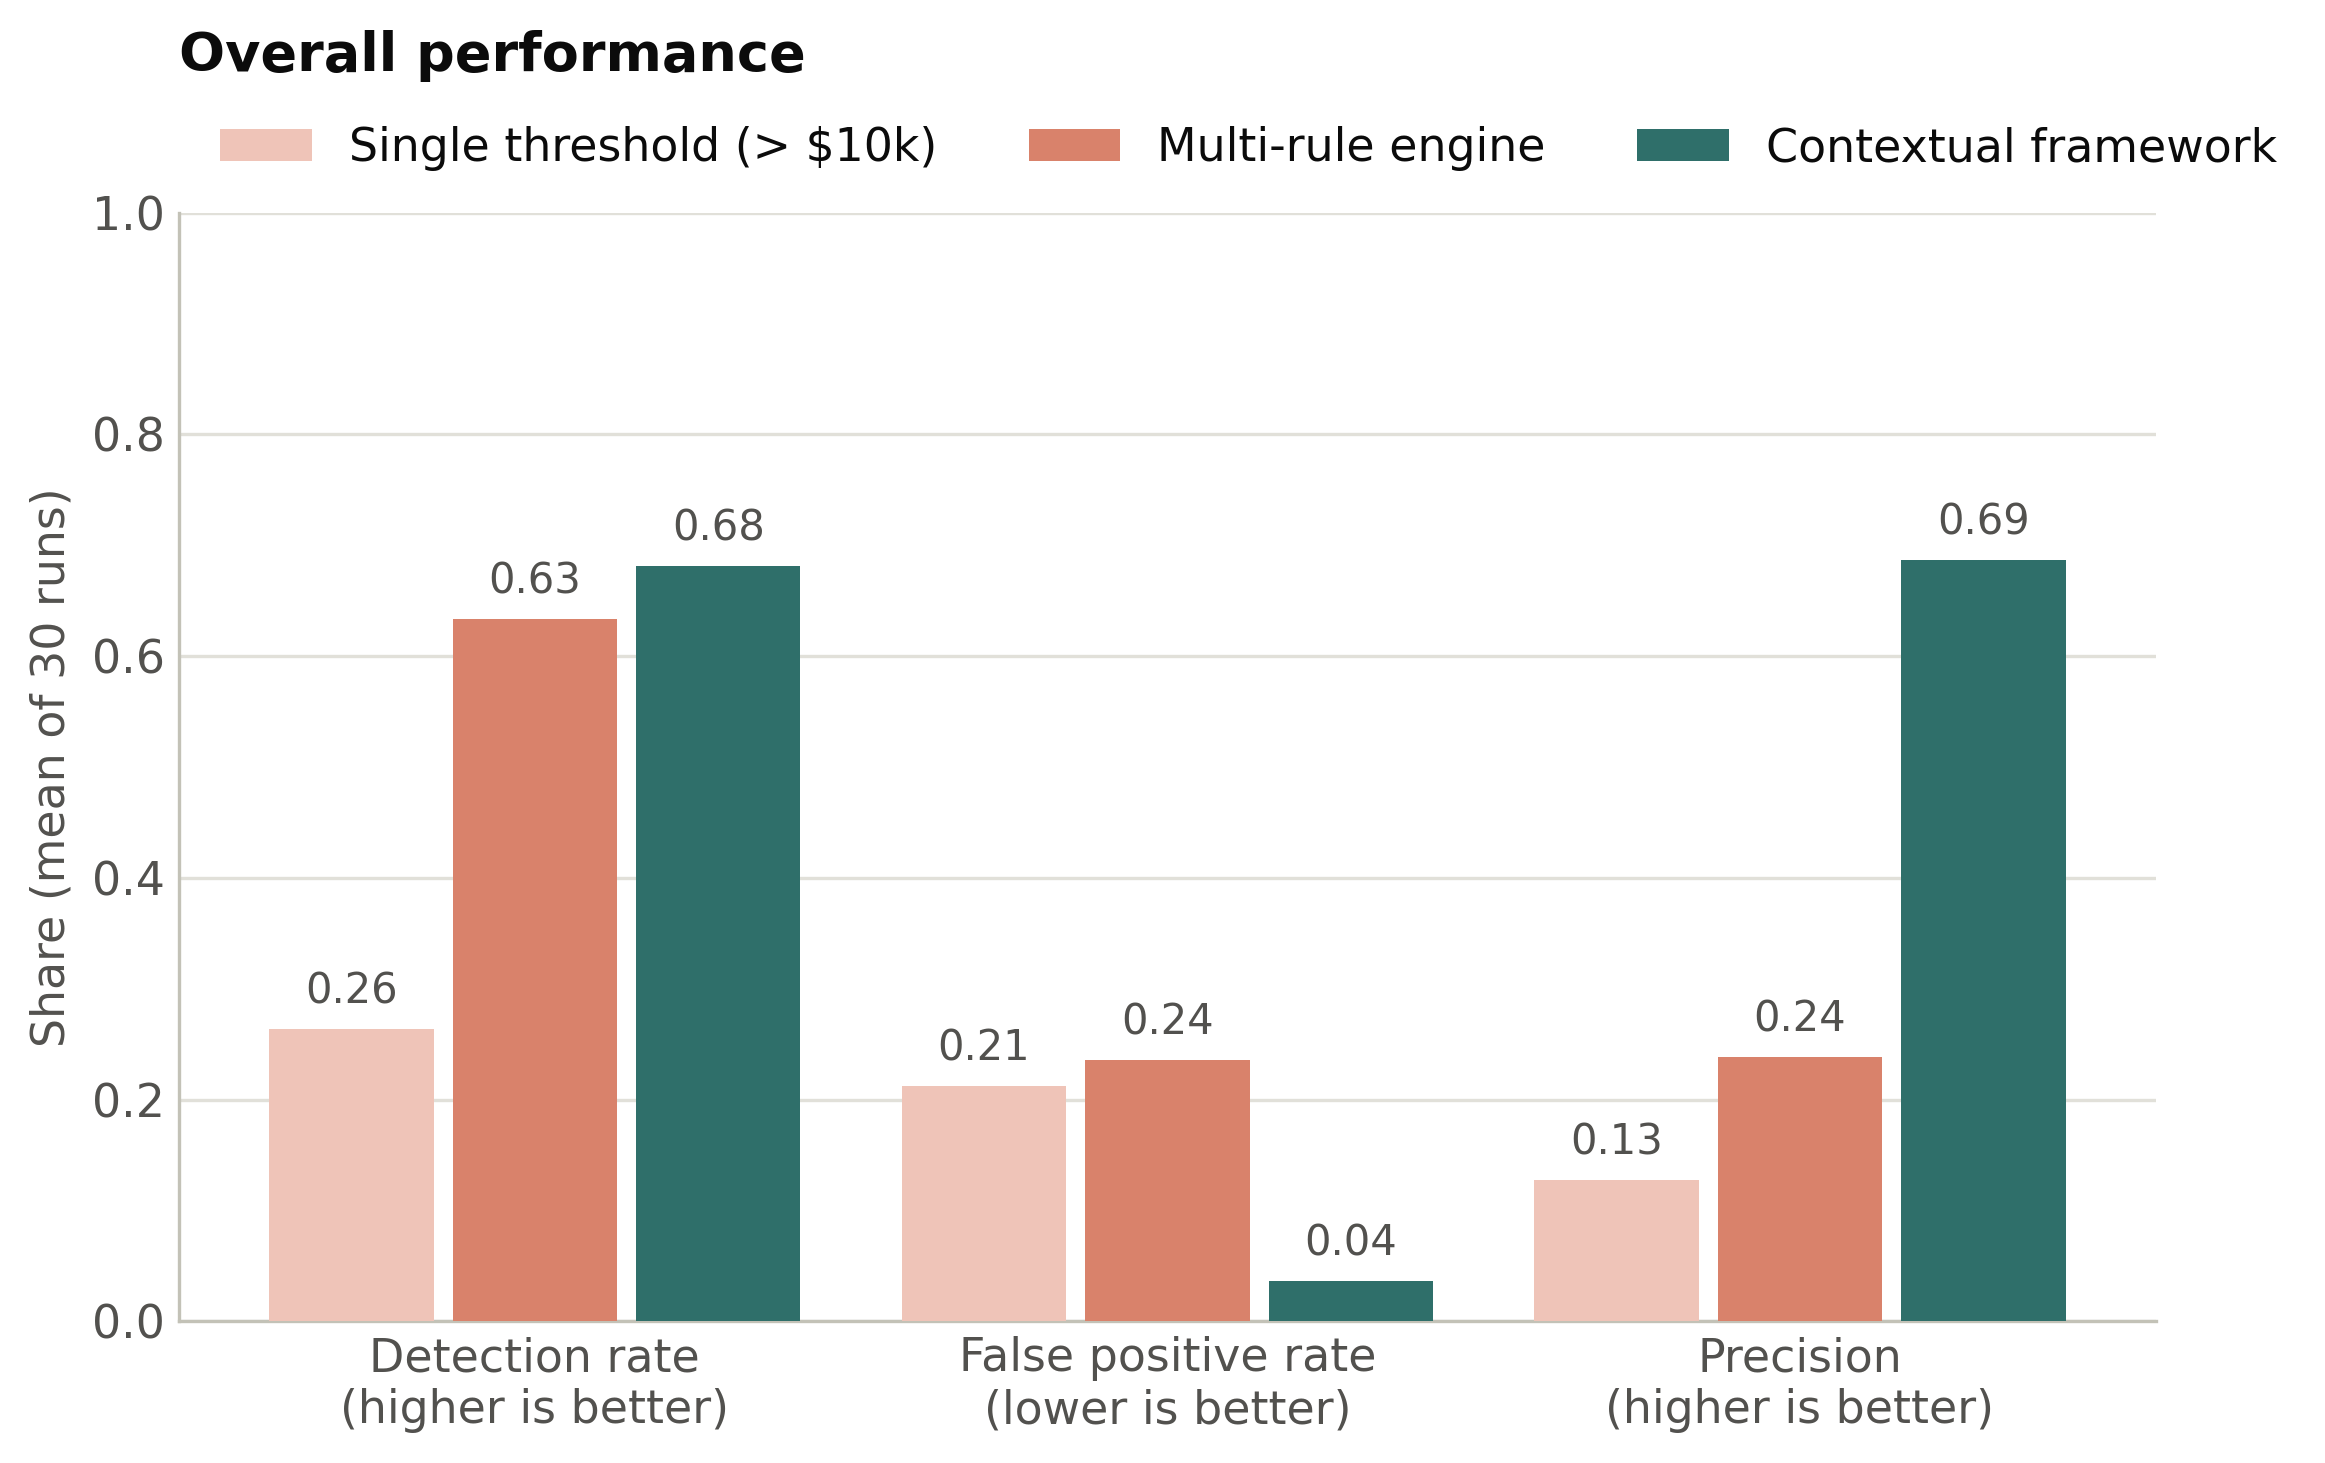 Overall performance
Single threshold (> $10k)
Multi-rule engine
Contextual framework
Share (mean of 30 runs)
1.0
0.8
0.6
0.4
0.2
0.0
0.26
0.63
0.68
0.21
0.24
0.04
0.13
0.24
0.69
Detection rate
(higher is better)
False positive rate
(lower is better)
Precision
(higher is better)